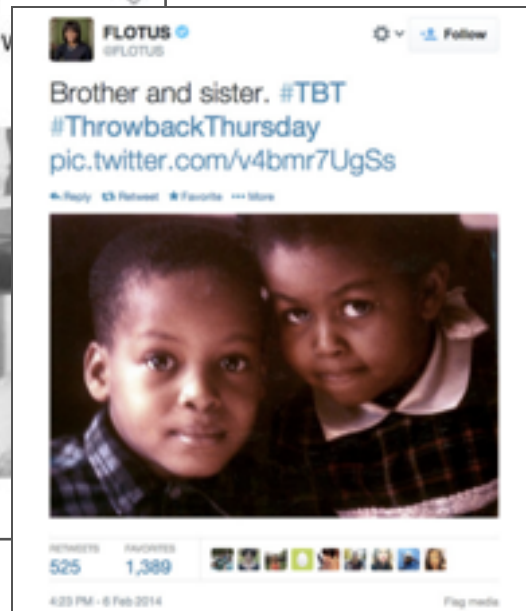 FLOTUS
@FLOTUS
Follow
Brother and sister. #TBT
#ThrowbackThursday
pic.twitter.com/v4bmr7UgSs
Reply Retweet Favorite More
RETWEETS FAVORITES
525 1,389
4:23 PM - 6 Feb 2014
Flag media